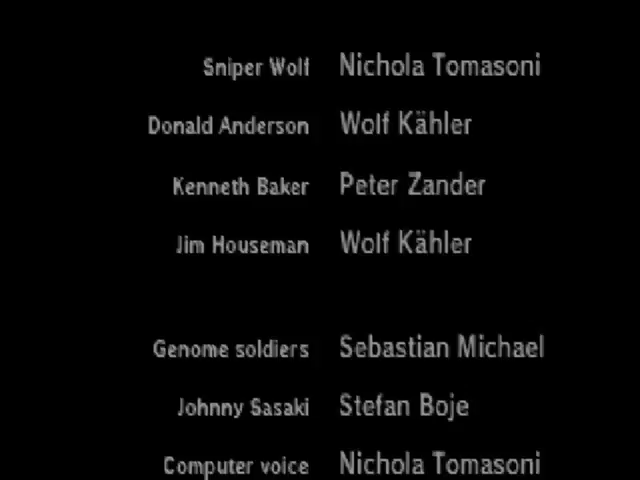 Sniper Wolf Nichola Tomasoni
Donald Anderson Wolf Kähler
Kenneth Baker Peter Zander
Jim Houseman Wolf Kähler
Genome soldiers Sebastian Michael
Johnny Sasaki Stefan Boje
Computer voice Nichola Tomasoni